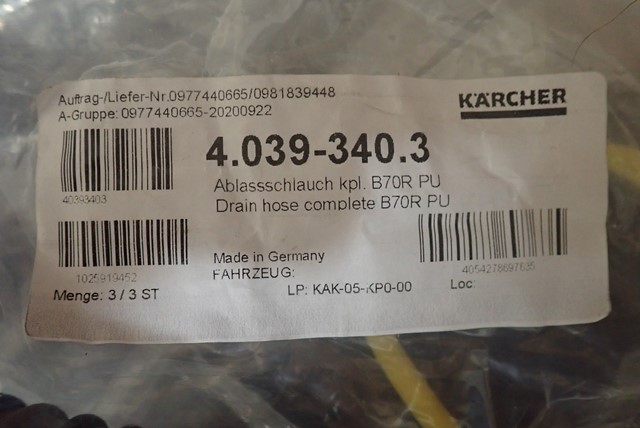 Auftrag-/Liefer-Nr.0977440665/0981839448
A-Gruppe: 0977440665-20200922
KÄRCHER
4.039-340.3
40393403
Ablassschlauch kpl. B70R PU
Drain hose complete B70R PU
1025919452
Made in Germany
FAHRZEUG:
4054278697635
Menge: 3 / 3 ST
LP: KAK-05-KP0-00
Loc: